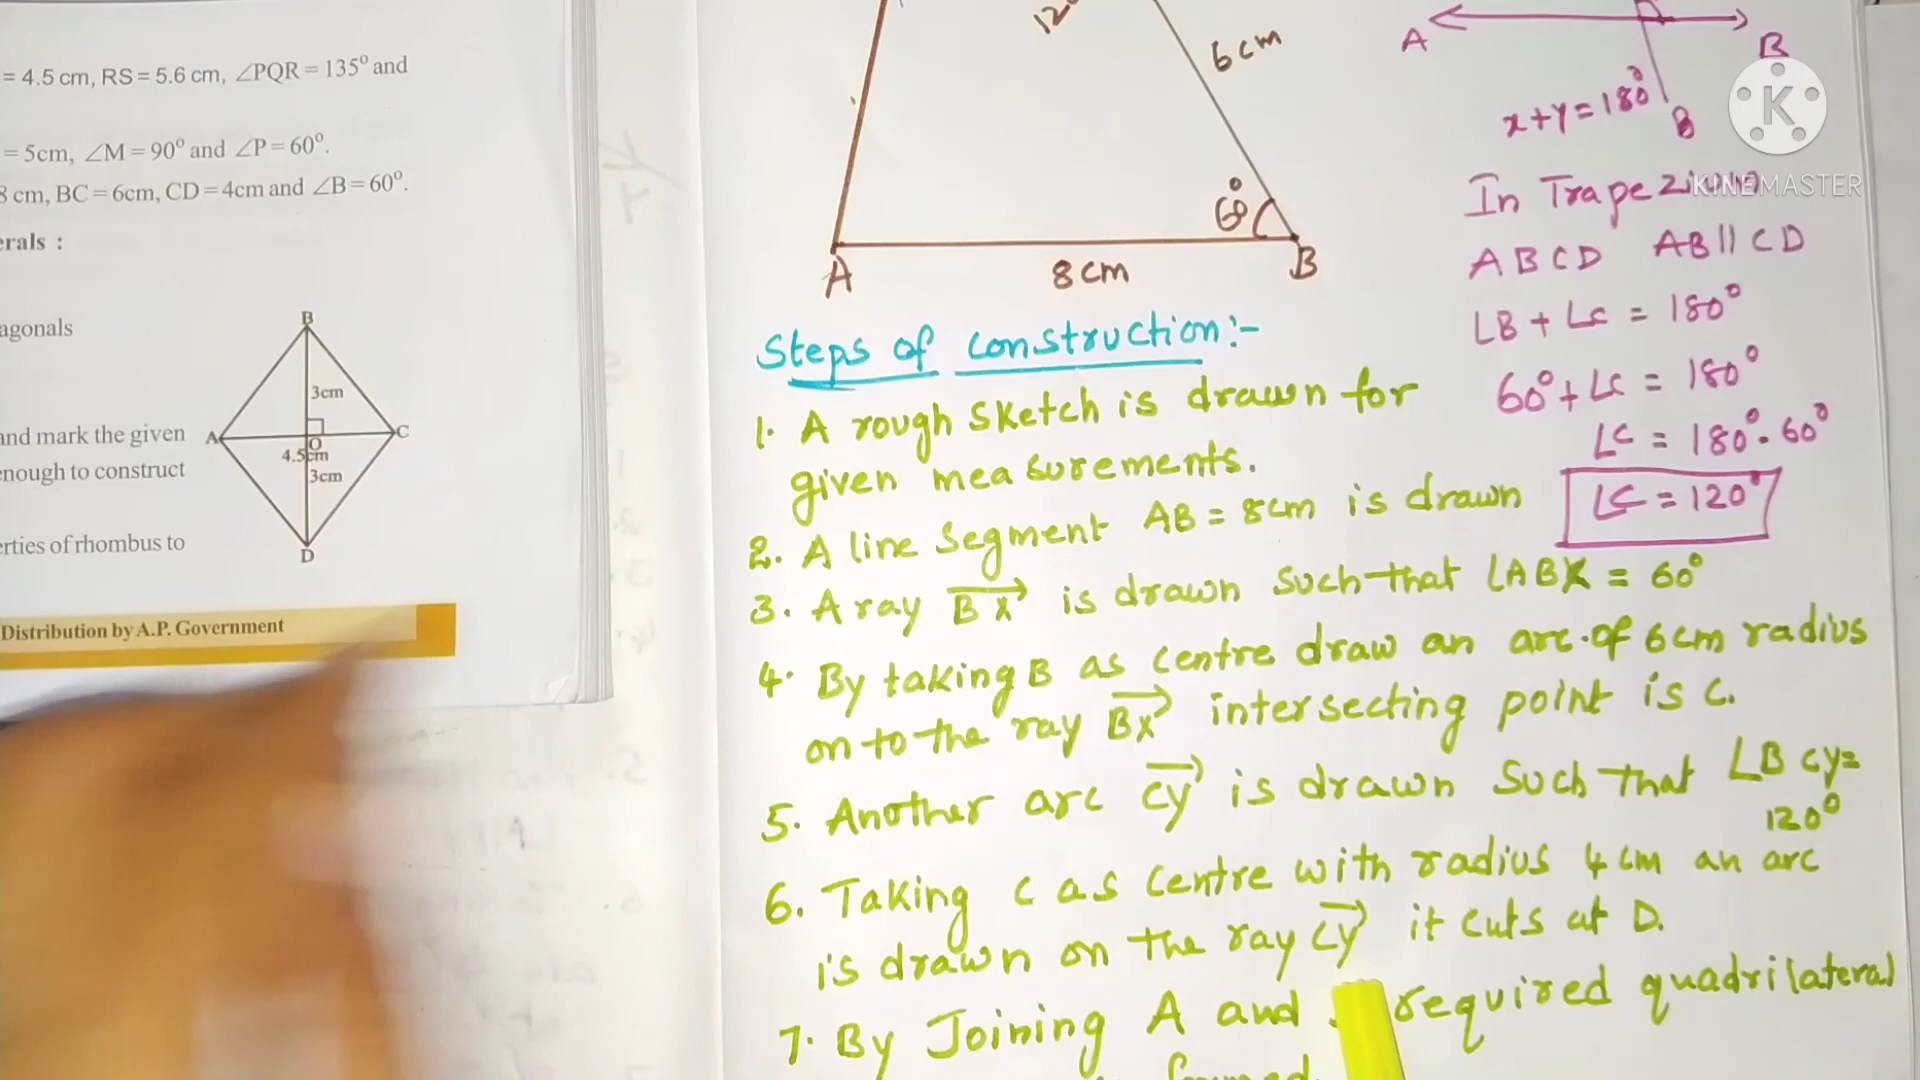 = 4.5 cm, RS = 5.6 cm, ∠PQR = 135° and
= 5cm, ∠M = 90° and ∠P = 60°.
8 cm, BC = 6cm, CD = 4cm and ∠B = 60°.
erals :
agonals
and mark the given
enough to construct
erties of rhombus to
B
3cm
A
C
O
4.5cm
3cm
D
Distribution by A.P. Government
12°
6cm
60°
A
8cm
B
A
B
x+y=180°
B
K
KINEMASTER
In Trapezium
ABCD AB || CD
∠B + ∠C = 180°
60° + ∠C = 180°
∠C = 180° - 60°
∠C = 120°
Steps of construction:-
1. A rough sketch is drawn for
given measurements.
2. A line segment AB = 8cm is drawn
3. A ray BX is drawn such that ∠ABX = 60°
4. By taking B as centre draw an arc of 6cm radius
on to the ray BX intersecting point is C.
5. Another arc CY is drawn such that ∠BCY=
120°
6. Taking C as centre with radius 4cm an arc
is drawn on the ray CY it cuts at D.
7. By Joining A and required quadrilateral
formed.